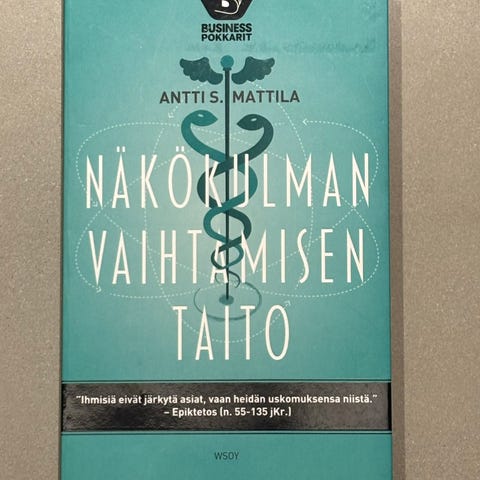 BUSINESS
POKKARIT
ANTTI S. MATTILA
NÄKÖKULMAN
VAIHTAMISEN
TAITO
”Ihmisiä eivät järkytä asiat, vaan heidän uskomuksensa niistä.”
– Epiktetos (n. 55-135 jKr.)
WSOY